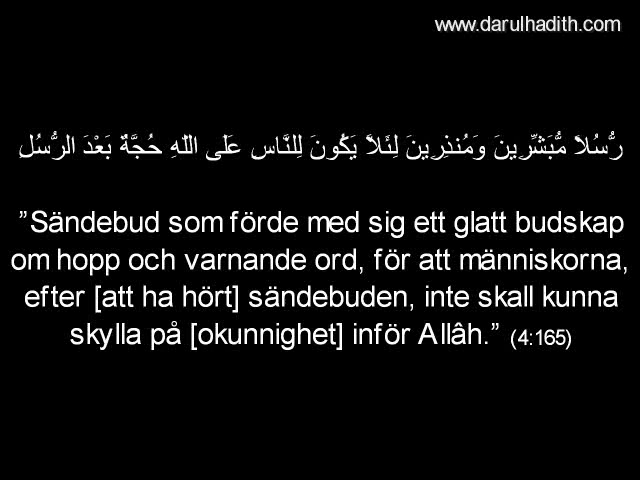 www.darulhadith.com
رُّسُلاً مُّبَشِّرِينَ وَمُنذِرِينَ لِئَلاَّ يَكُونَ لِلنَّاسِ عَلَى اللّهِ حُجَّةٌ بَعْدَ الرُّسُلِ
”Sändebud som förde med sig ett glatt budskap
om hopp och varnande ord, för att människorna,
efter [att ha hört] sändebuden, inte skall kunna
skylla på [okunnighet] inför Allâh.” (4:165)